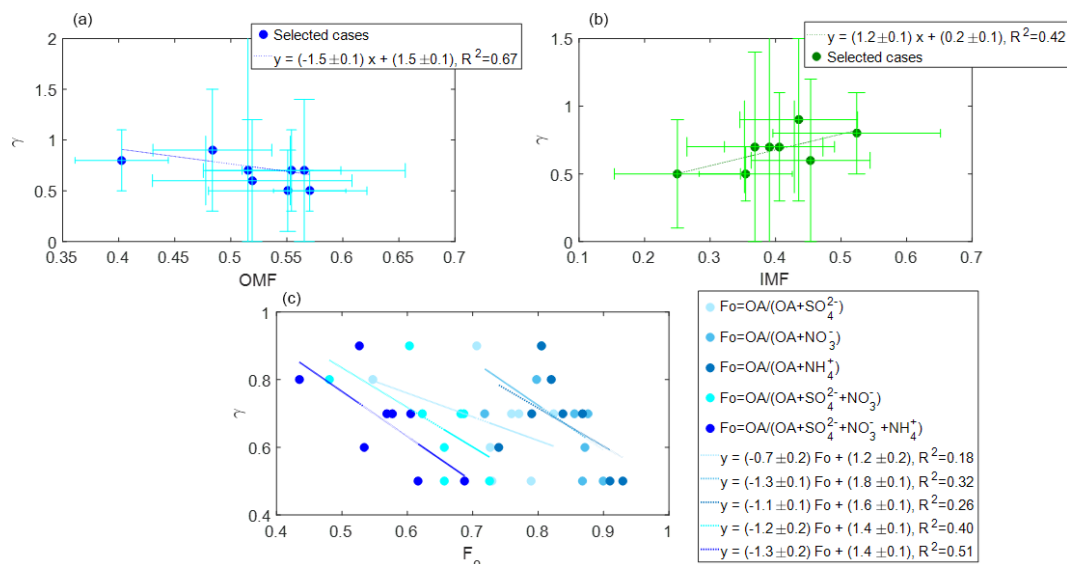 (a)
Selected cases
y = (-1.5 ±0.1) x + (1.5 ±0.1), R²=0.67
2
1.5
1
0.5
0
γ
0.35 0.4 0.45 0.5 0.55 0.6 0.65 0.7
OMF
(b)
y = (1.2 ±0.1) x + (0.2 ±0.1), R²=0.42
Selected cases
1.5
1
0.5
0
γ
0.1 0.2 0.3 0.4 0.5 0.6 0.7
IMF
(c)
1
0.8
0.6
0.4
γ
0.4 0.5 0.6 0.7 0.8 0.9 1
F_o
Fo=OA/(OA+SO₄²⁻)
Fo=OA/(OA+NO₃⁻)
Fo=OA/(OA+NH₄⁺)
Fo=OA/(OA+SO₄²⁻+NO₃⁻)
Fo=OA/(OA+SO₄²⁻+NO₃⁻ +NH₄⁺)
y = (-0.7 ±0.2) Fo + (1.2 ±0.2), R²=0.18
y = (-1.3 ±0.1) Fo + (1.8 ±0.1), R²=0.32
y = (-1.1 ±0.1) Fo + (1.6 ±0.1), R²=0.26
y = (-1.2 ±0.2) Fo + (1.4 ±0.1), R²=0.40
y = (-1.3 ±0.2) Fo + (1.4 ±0.1), R²=0.51